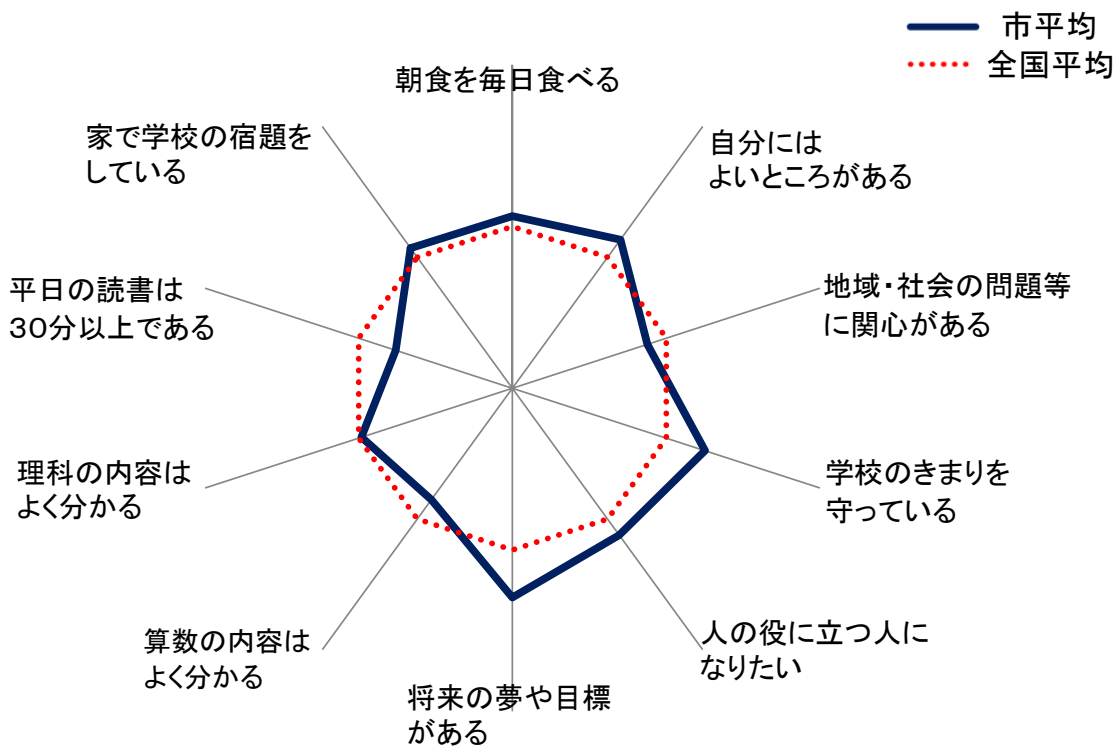 市平均
全国平均
朝食を毎日食べる
自分には
よいところがある
地域・社会の問題等
に関心がある
学校のきまりを
守っている
人の役に立つ人に
なりたい
将来の夢や目標
がある
算数の内容は
よく分かる
理科の内容は
よく分かる
平日の読書は
30分以上である
家で学校の宿題を
している